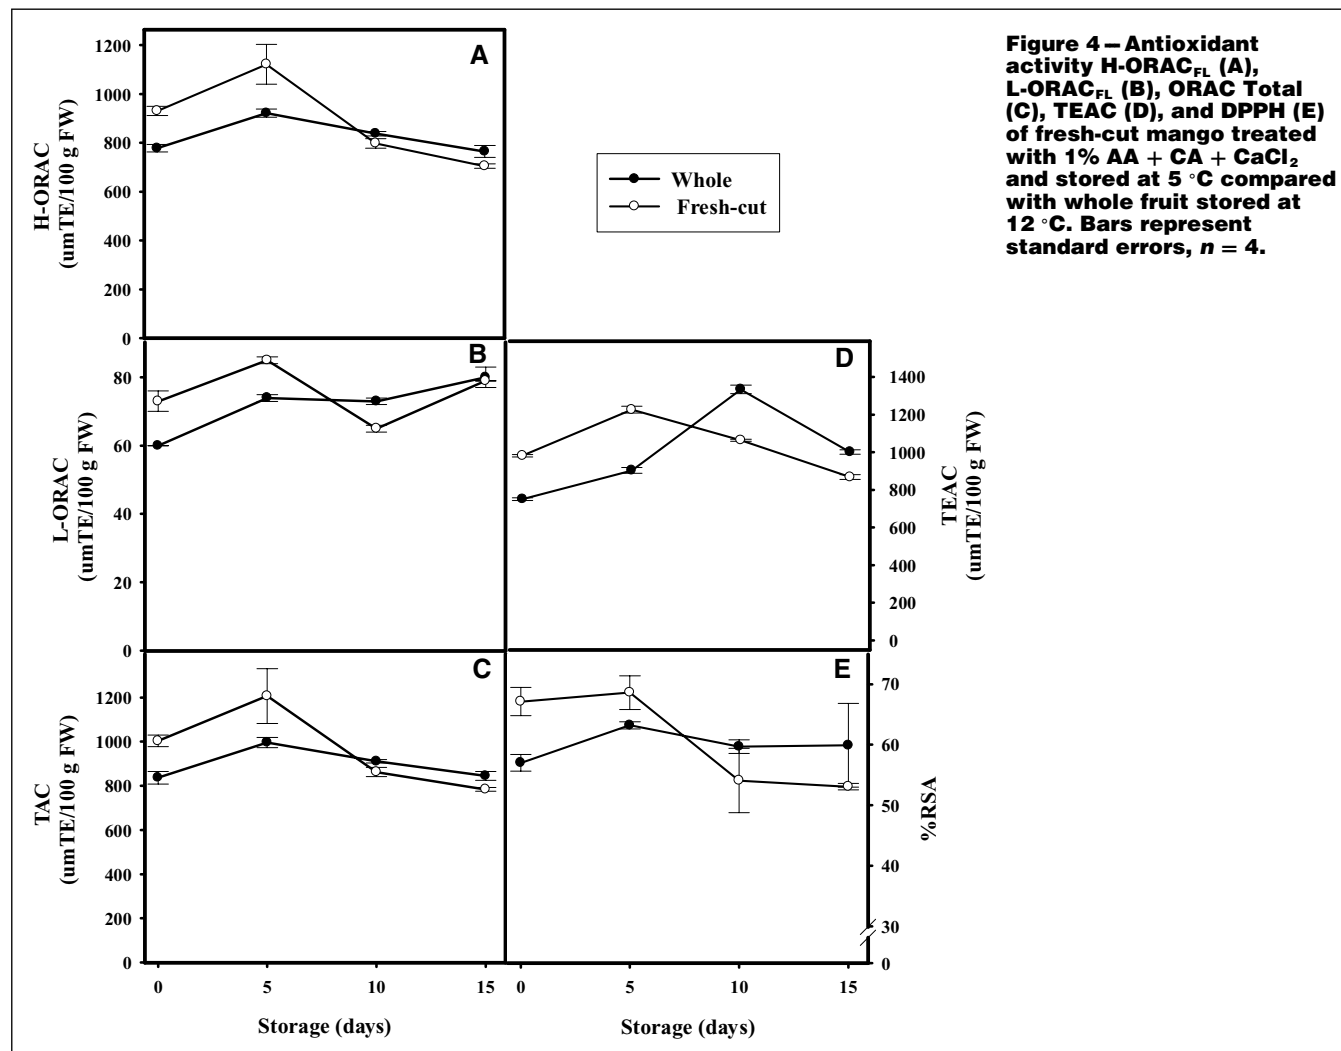 1200
1000
800
600
400
200
0
H-ORAC
(umTE/100 g FW)
A
Whole
Fresh-cut
Figure 4 – Antioxidant
activity H-ORAC_FL (A),
L-ORAC_FL (B), ORAC Total
(C), TEAC (D), and DPPH (E)
of fresh-cut mango treated
with 1% AA + CA + CaCl₂
and stored at 5 °C compared
with whole fruit stored at
12 °C. Bars represent
standard errors, n = 4.
80
60
40
20
0
L-ORAC
(umTE/100 g FW)
B
D
1400
1200
1000
800
600
400
200
0
TEAC
(umTE/100 g FW)
1200
1000
800
600
400
200
0
TAC
(umTE/100 g FW)
C
E
70
60
50
40
30
0
%RSA
0 5 10 15
Storage (days)
0 5 10 15
Storage (days)